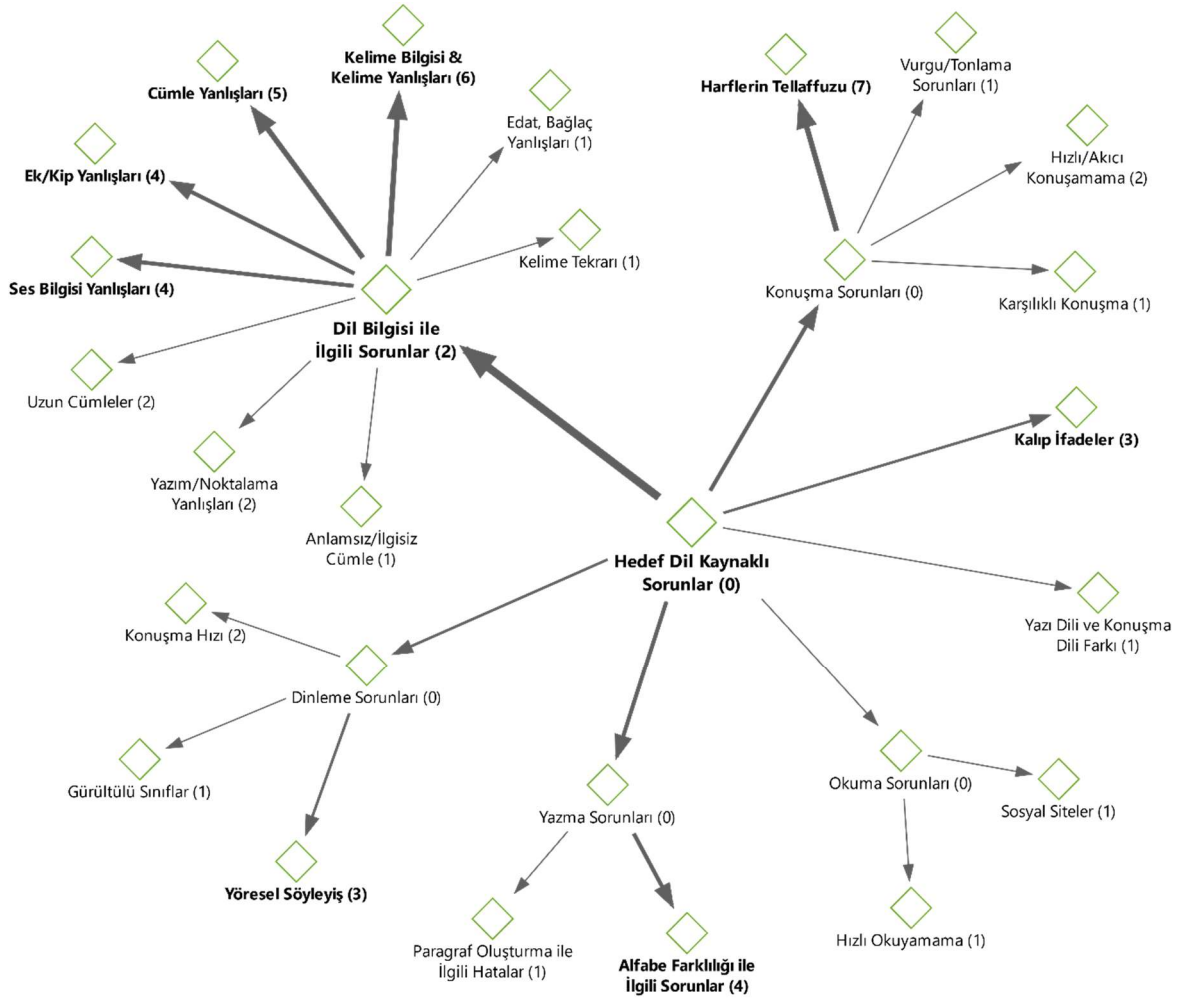 Kelime Bilgisi &
Kelime Yanlışları (6)
Cümle Yanlışları (5)
Edat, Bağlaç
Yanlışları (1)
Ek/Kip Yanlışları (4)
Kelime Tekrarı (1)
Ses Bilgisi Yanlışları (4)
Dil Bilgisi ile
İlgili Sorunlar (2)
Uzun Cümleler (2)
Yazım/Noktalama
Yanlışları (2)
Anlamsız/İlgisiz
Cümle (1)
Harflerin Tellaffuzu (7)
Vurgu/Tonlama
Sorunları (1)
Hızlı/Akıcı
Konuşamama (2)
Konuşma Sorunları (0)
Karşılıklı Konuşma (1)
Kalıp İfadeler (3)
Hedef Dil Kaynaklı
Sorunlar (0)
Yazı Dili ve Konuşma
Dili Farkı (1)
Konuşma Hızı (2)
Dinleme Sorunları (0)
Gürültülü Sınıflar (1)
Yöresel Söyleyiş (3)
Yazma Sorunları (0)
Paragraf Oluşturma ile
İlgili Hatalar (1)
Alfabe Farklılığı ile
İlgili Sorunlar (4)
Okuma Sorunları (0)
Sosyal Siteler (1)
Hızlı Okuyamama (1)